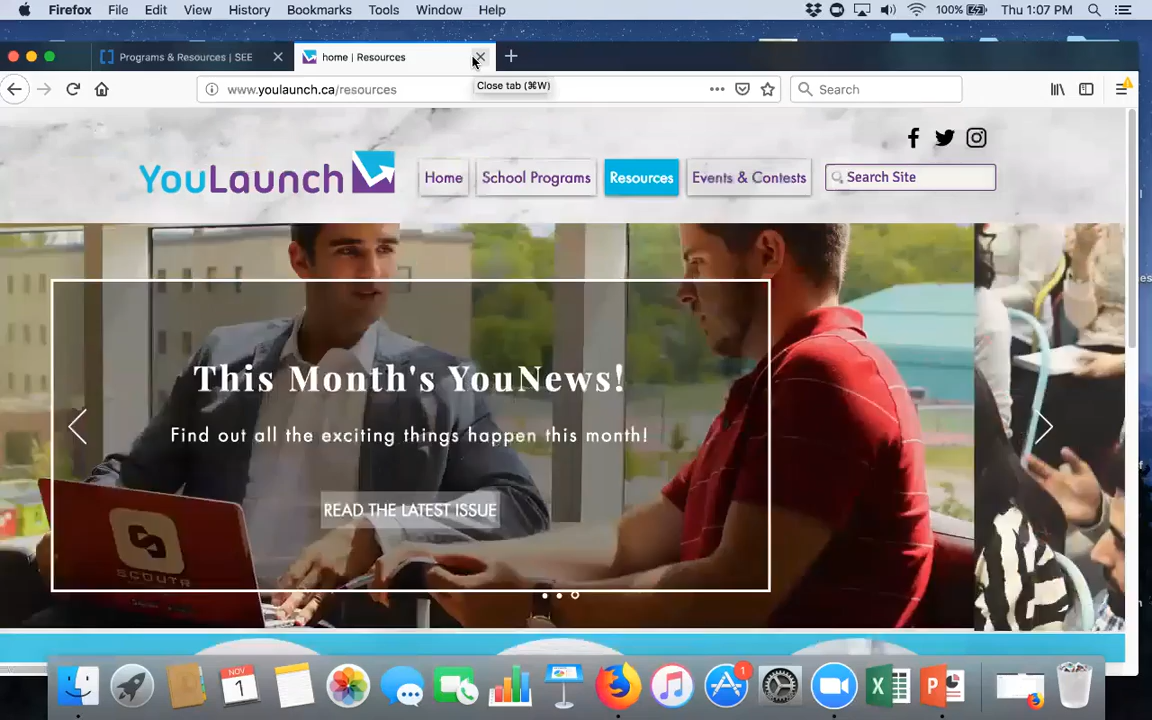 Firefox File Edit View History Bookmarks Tools Window Help 100% Thu 1:07 PM
Programs & Resources | SEE home | Resources
Close tab (⌘W)
www.youlaunch.ca/resources Search
YouLaunch Home School Programs Resources Events & Contests Search Site
This Month's YouNews!
Find out all the exciting things happen this month!
READ THE LATEST ISSUE
SCOUTR
NOV
1
1